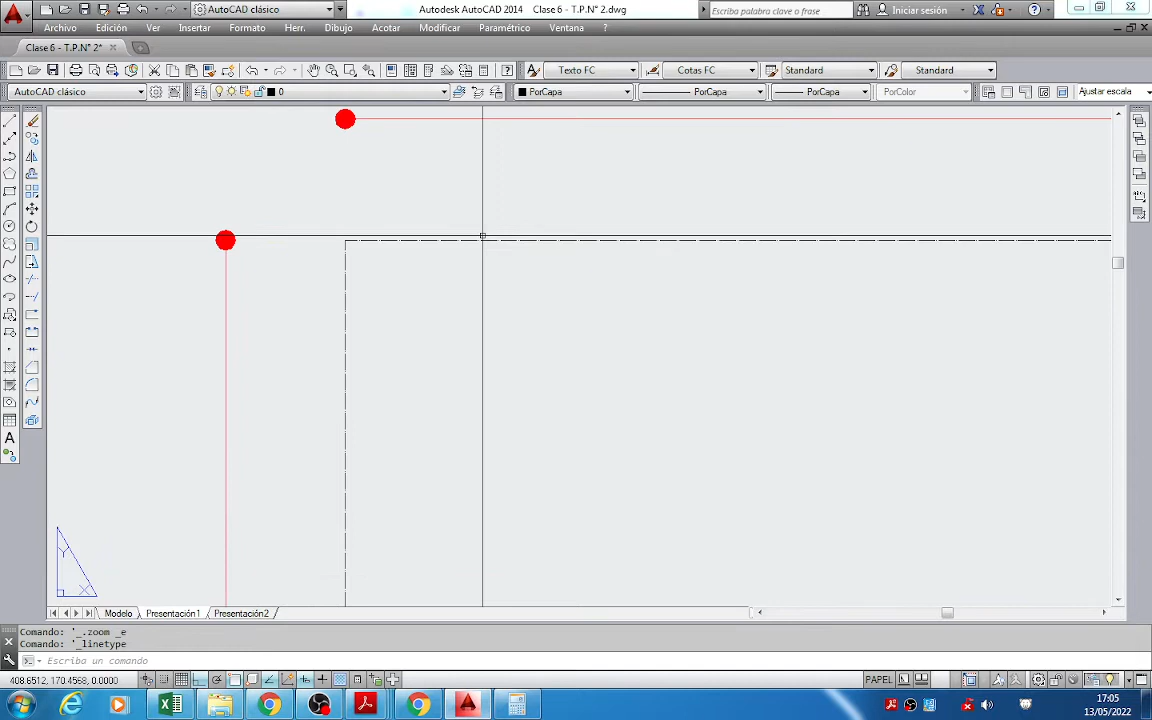 AutoCAD clásico
Autodesk AutoCAD 2014 Clase 6 - T.P.N° 2.dwg
Escriba palabra clave o frase
Iniciar sesión
Archivo Edición Ver Insertar Formato Herr. Dibujo Acotar Modificar Paramétrico Ventana ?
Clase 6 - T.P.N° 2*
Texto FC Cotas FC Standard Standard
AutoCAD clásico 0 PorCapa PorCapa PorCapa PorColor Ajustar escala
A
Y
X
Modelo Presentación1 Presentación2
Comando: '_.zoom _e
Comando: '_linetype
Escriba un comando
408.6512, 170.4568, 0.0000 PAPEL
17:05
13/05/2022